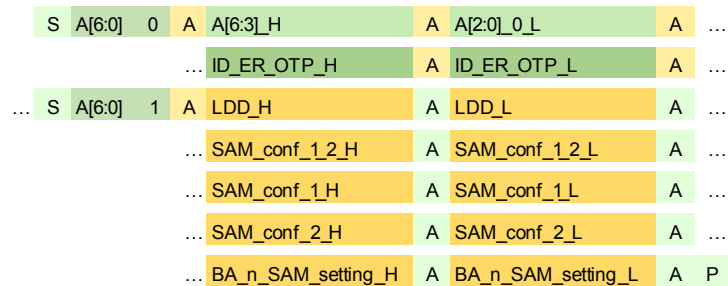 S A[6:0] 0 A A[6:3]_H A A[2:0]_0_L A …
… ID_ER_OTP_H A ID_ER_OTP_L A …
… S A[6:0] 1 A LDD_H A LDD_L A …
… SAM_conf_1_2_H A SAM_conf_1_2_L A …
… SAM_conf_1_H A SAM_conf_1_L A …
… SAM_conf_2_H A SAM_conf_2_L A …
… BA_n_SAM_setting_H A BA_n_SAM_setting_L A P